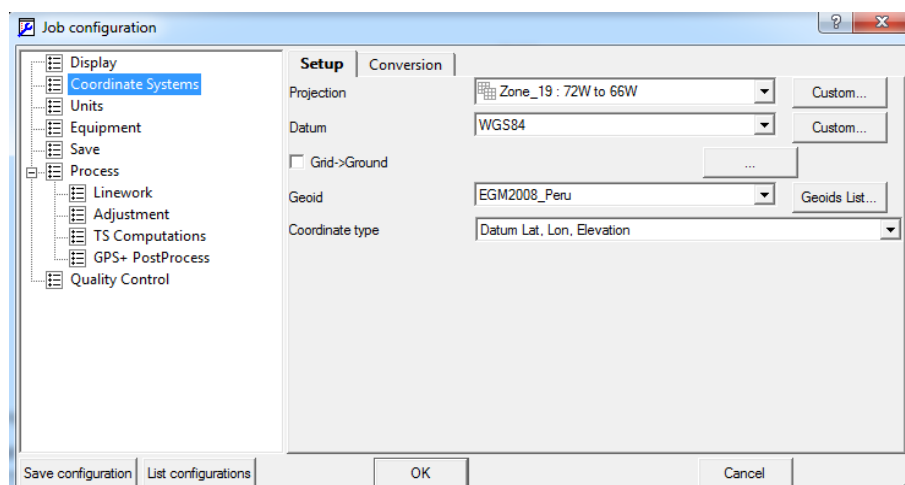 Job configuration
Display
Coordinate Systems
Units
Equipment
Save
Process
Linework
Adjustment
TS Computations
GPS+ PostProcess
Quality Control
Setup
Conversion
Projection
Zone_19 : 72W to 66W
Custom...
Datum
WGS84
Custom...
Grid->Ground
...
Geoid
EGM2008_Peru
Geoids List...
Coordinate type
Datum Lat, Lon, Elevation
Save configuration
List configurations
OK
Cancel